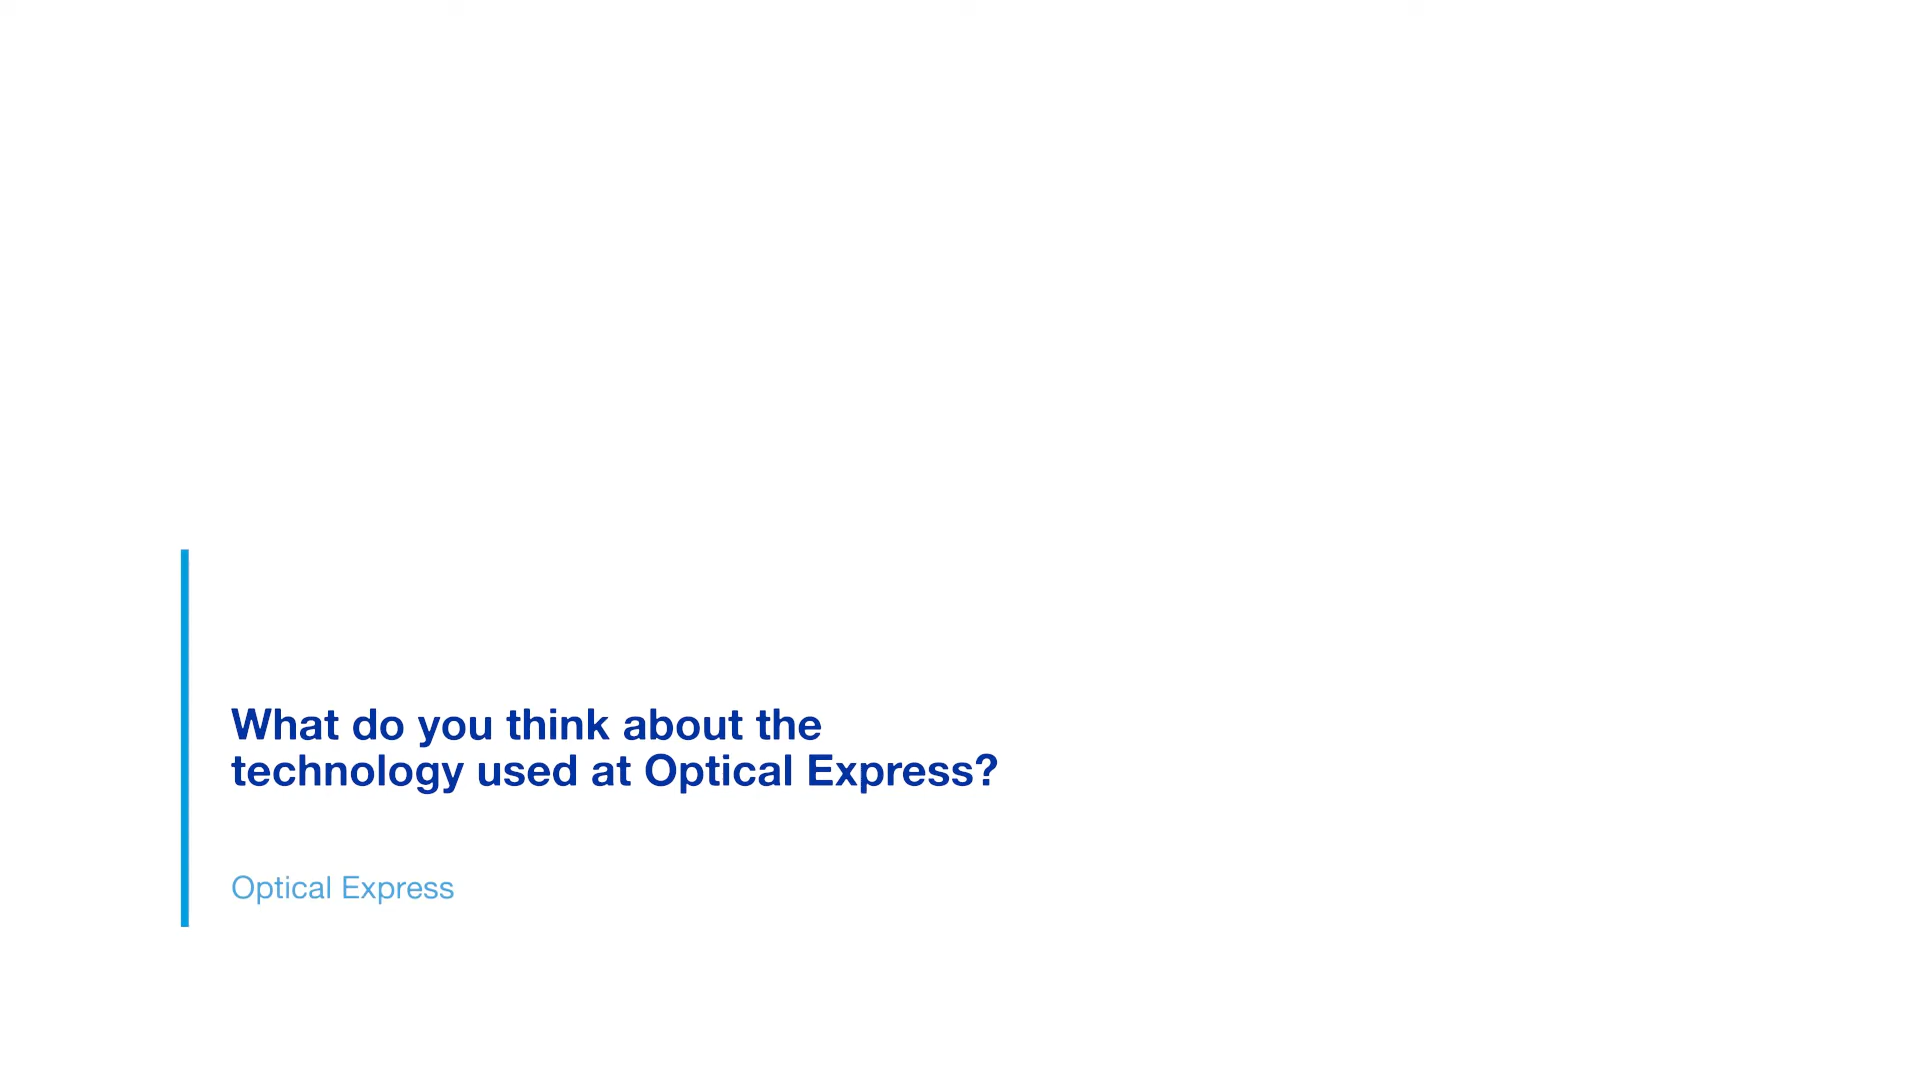 What do you think about the
technology used at Optical Express?
Optical Express